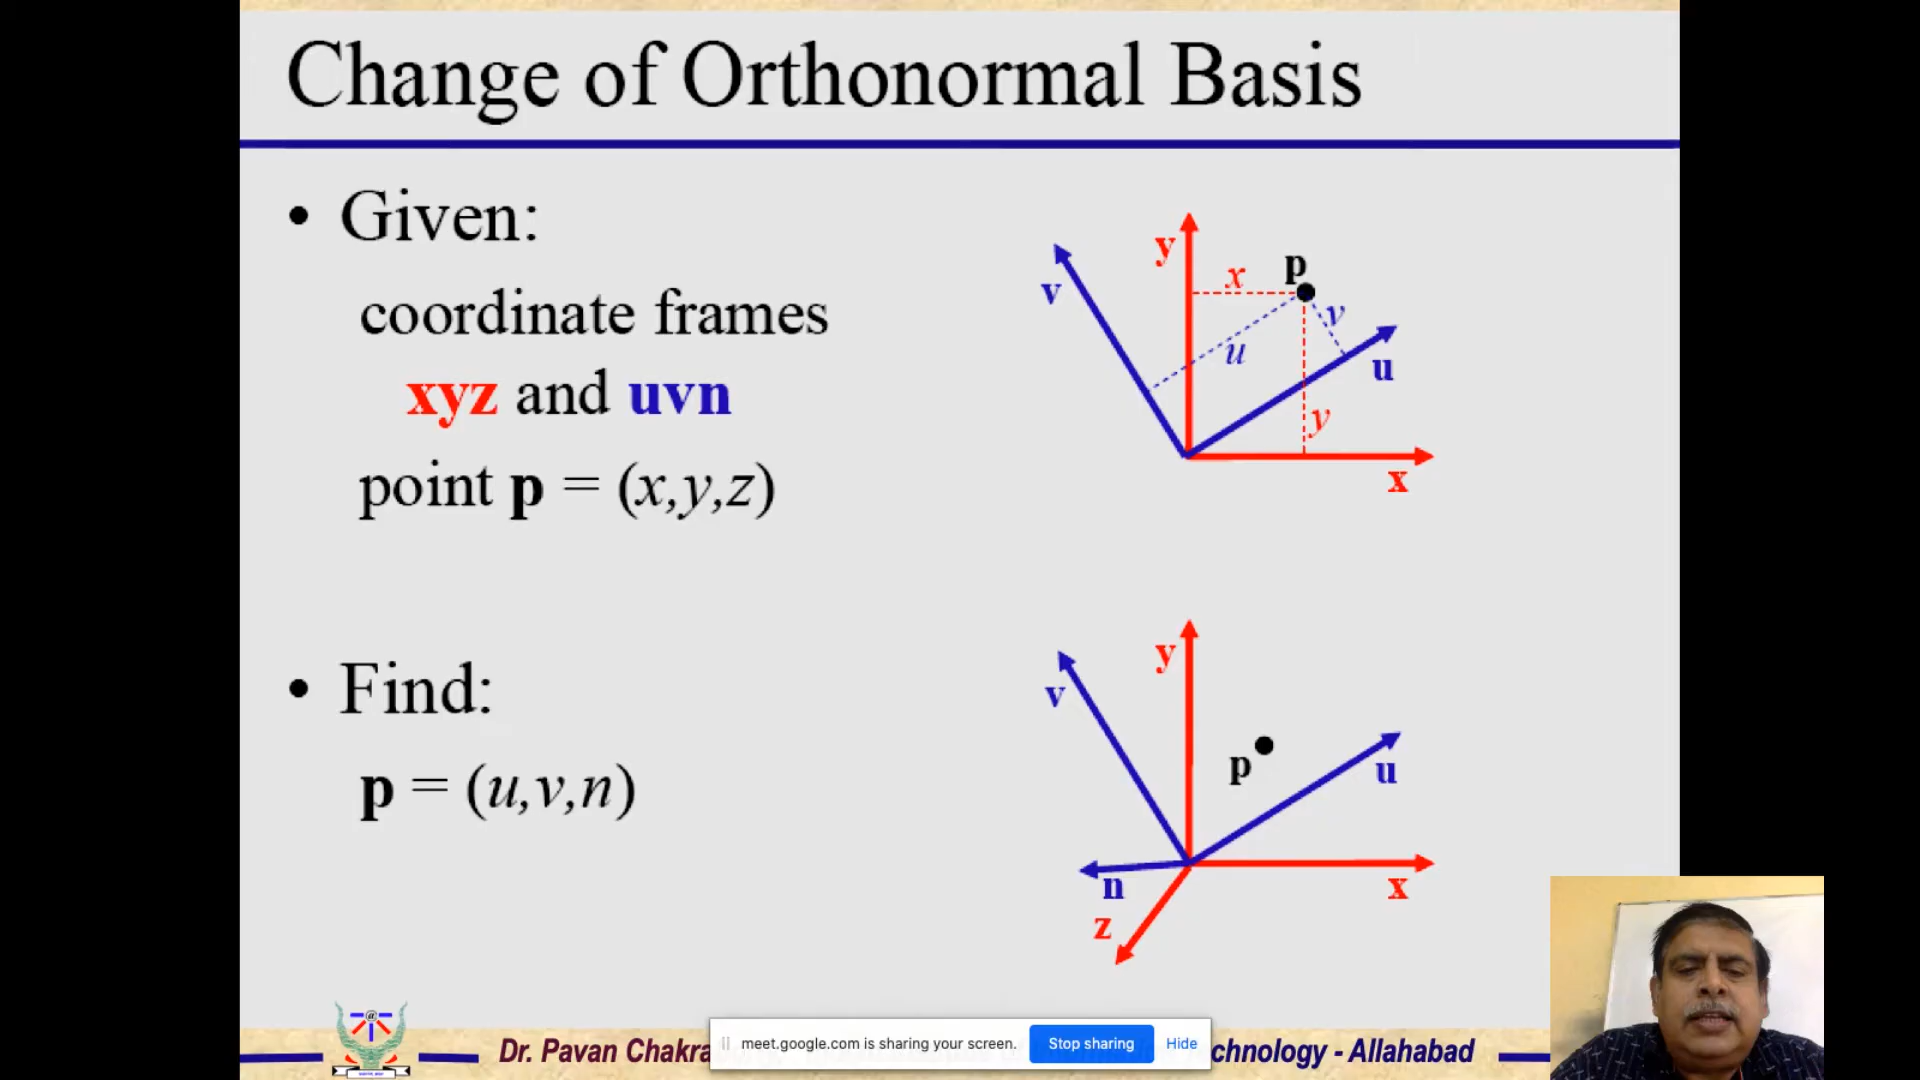 Change of Orthonormal Basis
• Given:
coordinate frames
xyz and uvn
point p = (x,y,z)
• Find:
p = (u,v,n)
y
v
x
p
v
u
u
y
x
y
v
p
u
n
x
z
Dr. Pavan
chnology - Allahabad
meet.google.com is sharing your screen.
Stop sharing
Hide